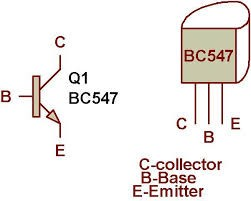 C
Q1
BC547
B
E
BC547
C
B
E
C-collector
B-Base
E-Emitter